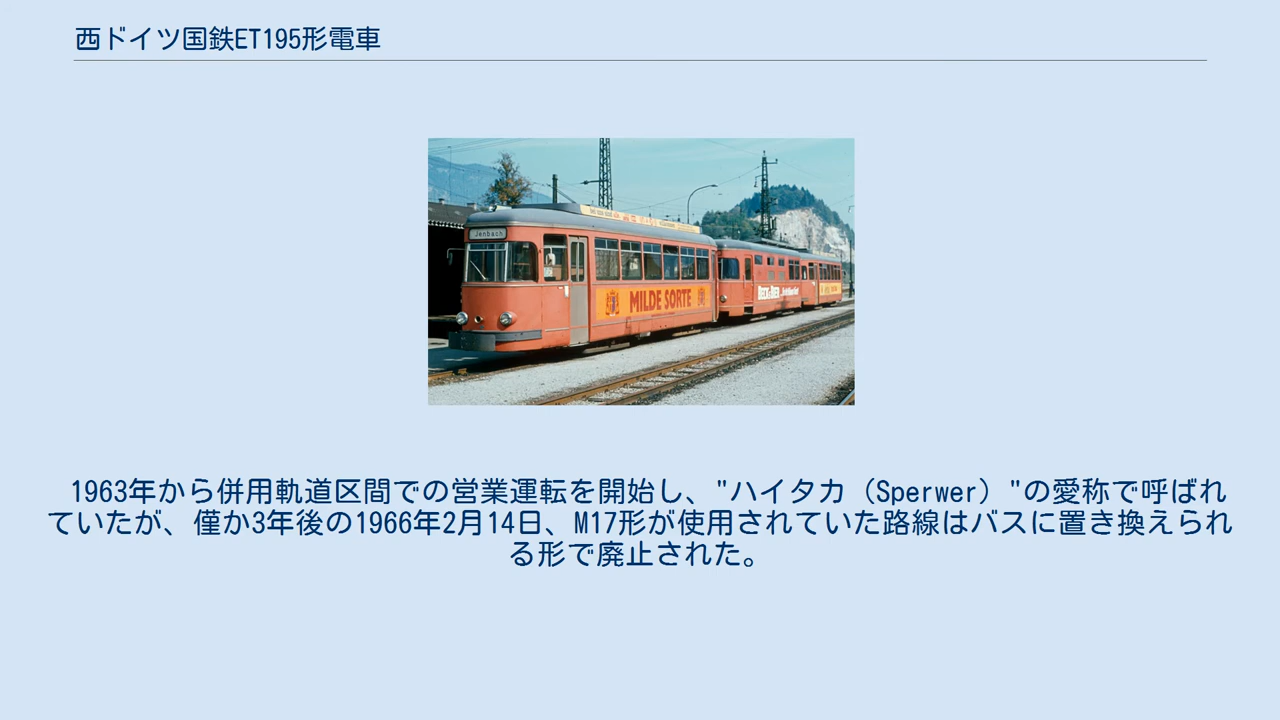 西ドイツ国鉄ET195形電車
Jenbach
MILDE SORTE
1963年から併用軌道区間での営業運転を開始し、"ハイタカ（Sperwer）"の愛称で呼ばれ
ていたが、僅か3年後の1966年2月14日、M17形が使用されていた路線はバスに置き換えられ
る形で廃止された。